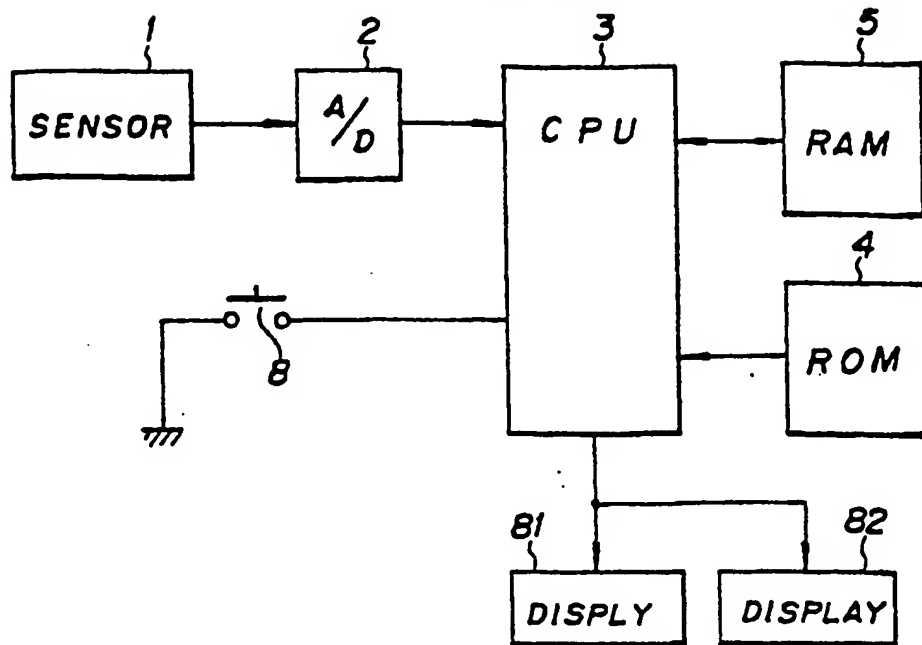 1
2
3
5
SENSOR
A/D
CPU
RAM
4
8
ROM
81
82
DISPLY
DISPLAY